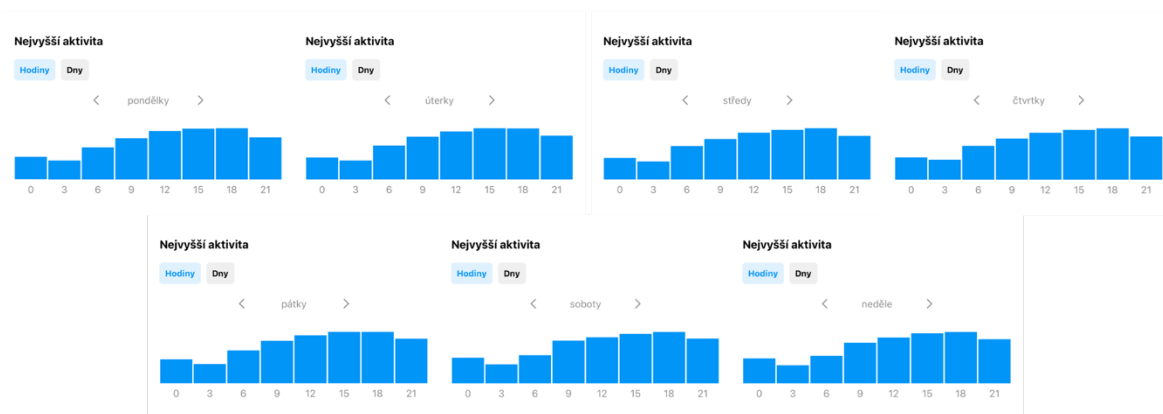 Nejvyšší aktivita
Hodiny Dny
pondělky
0 3 6 9 12 15 18 21
Nejvyšší aktivita
Hodiny Dny
úterky
0 3 6 9 12 15 18 21
Nejvyšší aktivita
Hodiny Dny
středy
0 3 6 9 12 15 18 21
Nejvyšší aktivita
Hodiny Dny
čtvrtky
0 3 6 9 12 15 18 21
Nejvyšší aktivita
Hodiny Dny
pátky
0 3 6 9 12 15 18 21
Nejvyšší aktivita
Hodiny Dny
soboty
0 3 6 9 12 15 18 21
Nejvyšší aktivita
Hodiny Dny
neděle
0 3 6 9 12 15 18 21